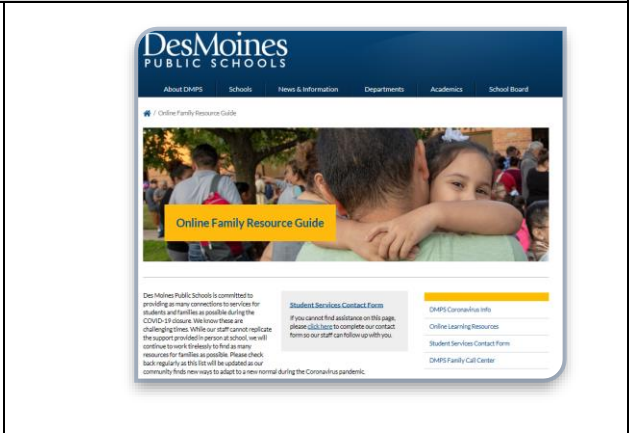 DesMoines
PUBLIC SCHOOLS
About DMPS Schools News & Information Departments Academics School Board
/ Online Family Resource Guide
Online Family Resource Guide
Des Moines Public Schools is committed to
providing as many connections to services for
students and families as possible during the
COVID-19 closure. We know these are
challenging times. While our staff cannot replicate
the support provided in person at school, we will
continue to work tirelessly to find as many
resources for families as possible. Please check
back regularly as this list will be updated as our
community finds new ways to adapt to a new normal during the Coronavirus pandemic.
Student Services Contact Form
If you cannot find assistance on this page,
please click here to complete our contact
form so our staff can follow up with you.
DMPS Coronavirus Info
Online Learning Resources
Student Services Contact Form
DMPS Family Call Center